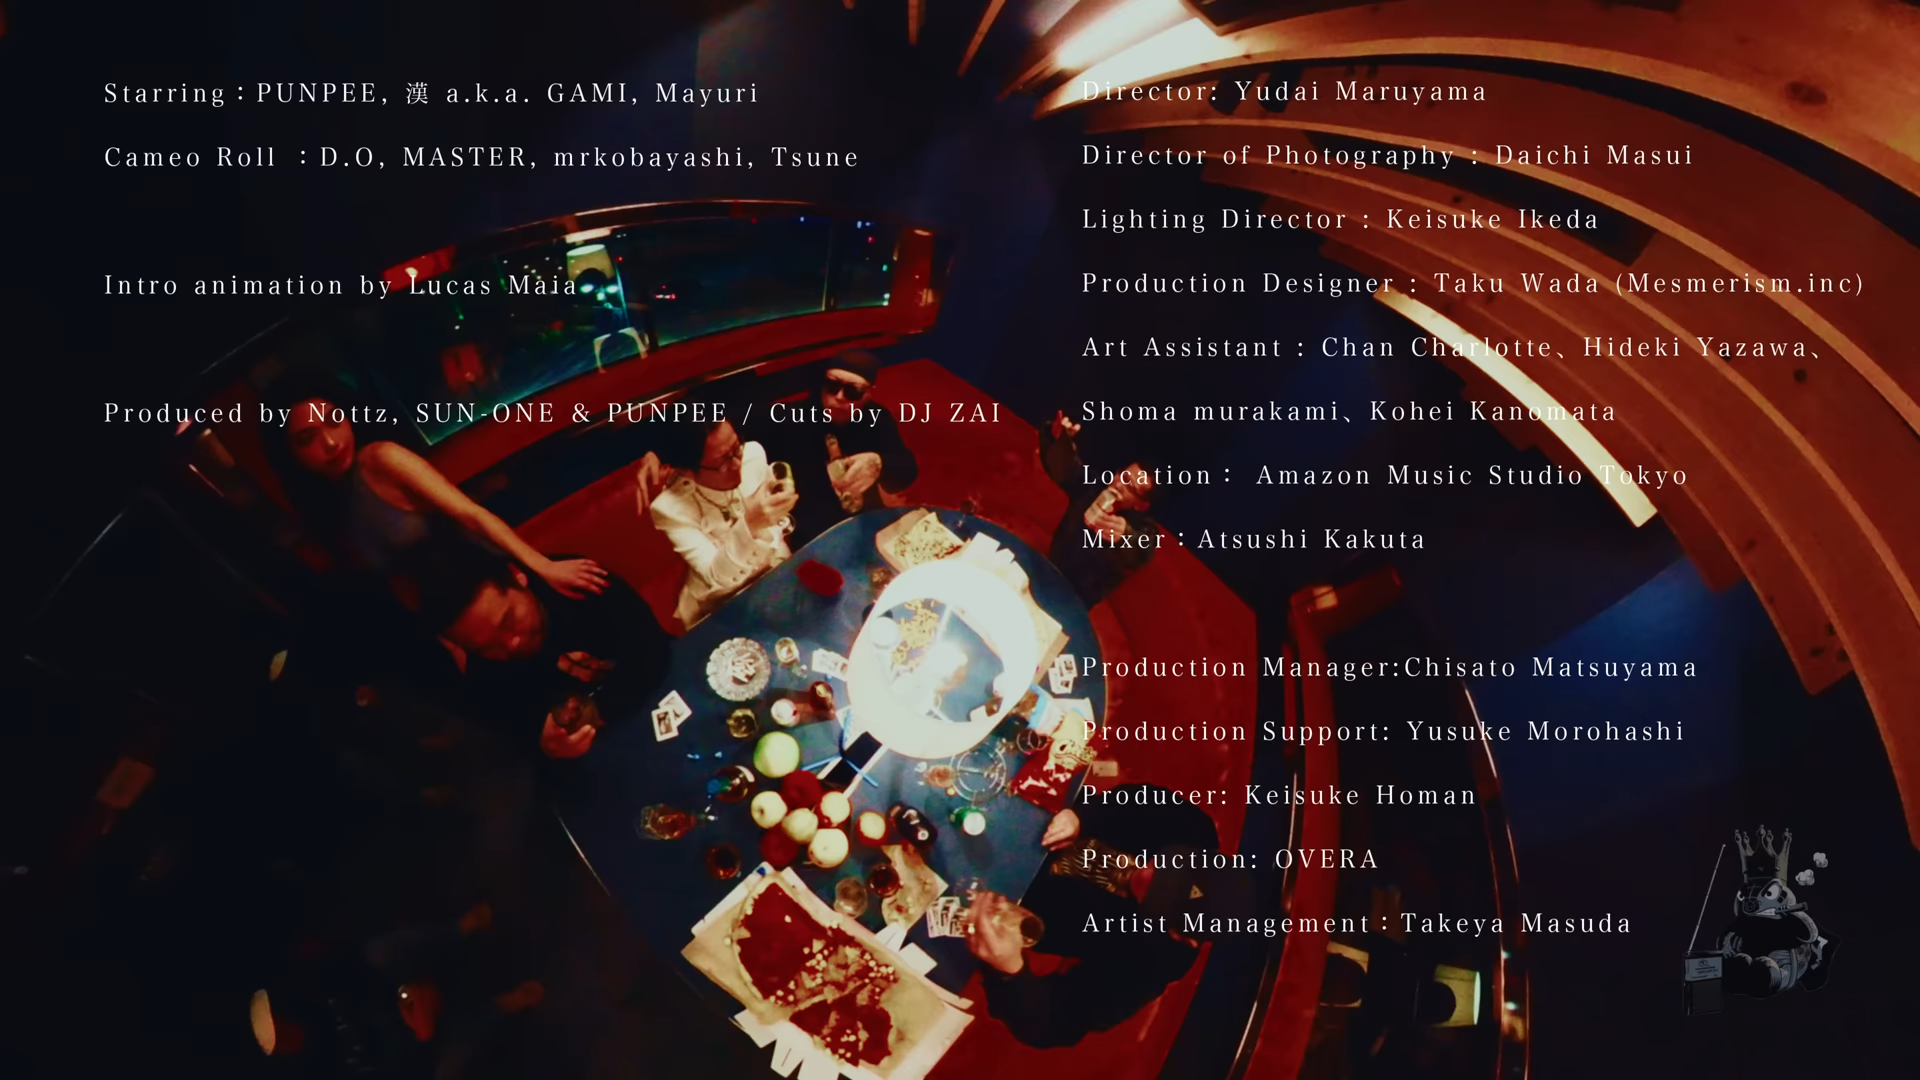 Starring：PUNPEE, 漢 a.k.a. GAMI, Mayuri
Cameo Roll ：D.O, MASTER, mrkobayashi, Tsune
Intro animation by Lucas Maia
Produced by Nottz, SUN-ONE & PUNPEE / Cuts by DJ ZAI
Director: Yudai Maruyama
Director of Photography : Daichi Masui
Lighting Director : Keisuke Ikeda
Production Designer : Taku Wada (Mesmerism.inc)
Art Assistant : Chan Charlotte、Hideki Yazawa、
Shoma murakami、Kohei Kanomata
Location： Amazon Music Studio Tokyo
Mixer：Atsushi Kakuta
Production Manager:Chisato Matsuyama
Production Support: Yusuke Morohashi
Producer: Keisuke Homan
Production: OVERA
Artist Management：Takeya Masuda